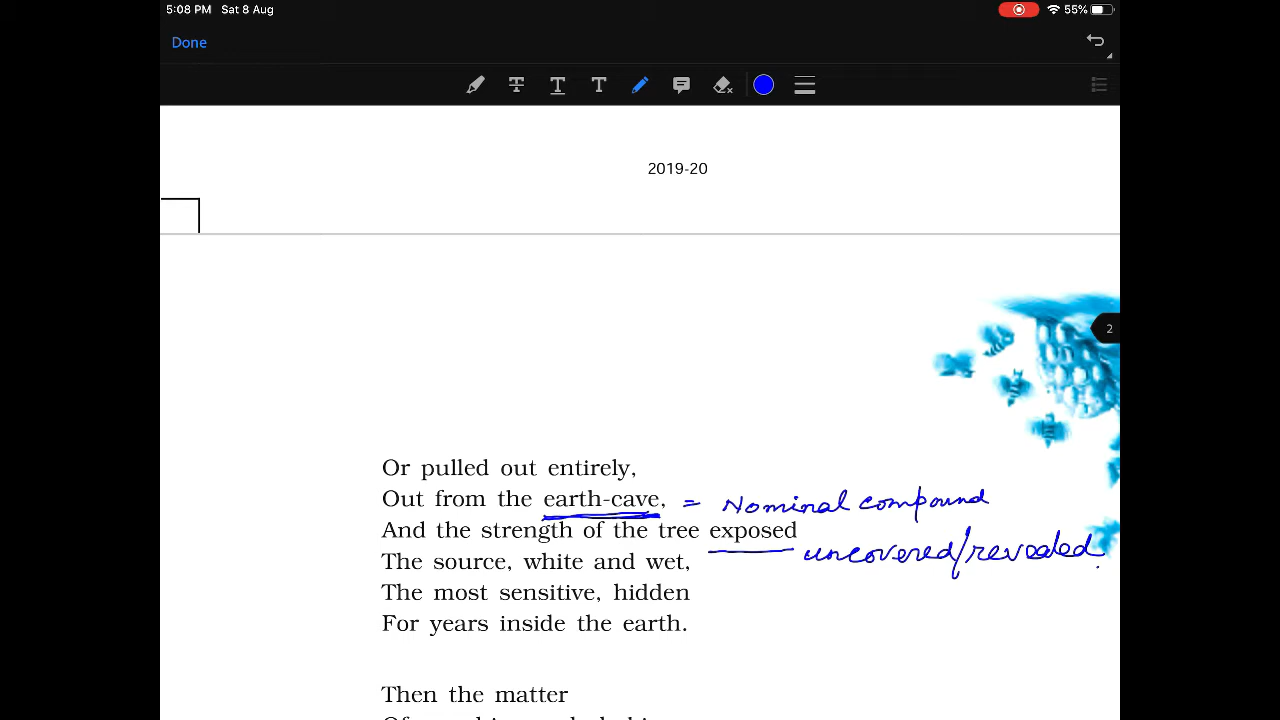 5:08 PM Sat 8 Aug 55%
Done
T T T
2019-20
2
Or pulled out entirely,
Out from the earth-cave, = Nominal compound
And the strength of the tree exposed
uncovered/revealed.
The source, white and wet,
The most sensitive, hidden
For years inside the earth.
Then the matter